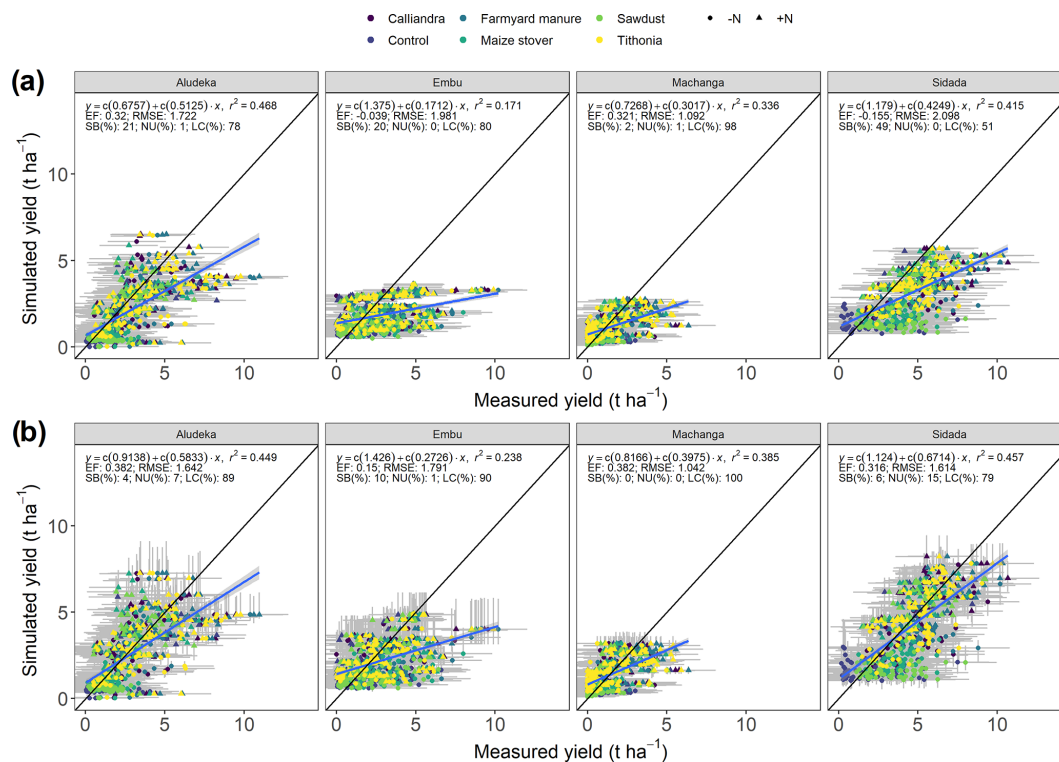 Calliandra Farmyard manure Sawdust -N +N
Control Maize stover Tithonia
(a)
Aludeka Embu Machanga Sidada
y = c(0.6757) + c(0.5125) · x, r² = 0.468
EF: 0.32; RMSE: 1.722
SB(%): 21; NU(%): 1; LC(%): 78
y = c(1.375) + c(0.1712) · x, r² = 0.171
EF: -0.039; RMSE: 1.981
SB(%): 20; NU(%): 0; LC(%): 80
y = c(0.7268) + c(0.3017) · x, r² = 0.336
EF: 0.321; RMSE: 1.092
SB(%): 2; NU(%): 1; LC(%): 98
y = c(1.179) + c(0.4249) · x, r² = 0.415
EF: -0.155; RMSE: 2.098
SB(%): 49; NU(%): 0; LC(%): 51
Simulated yield (t ha⁻¹)
10
5
0
0 5 10 0 5 10 0 5 10 0 5 10
Measured yield (t ha⁻¹)
(b)
Aludeka Embu Machanga Sidada
y = c(0.9138) + c(0.5833) · x, r² = 0.449
EF: 0.382; RMSE: 1.642
SB(%): 4; NU(%): 7; LC(%): 89
y = c(1.426) + c(0.2726) · x, r² = 0.238
EF: 0.15; RMSE: 1.791
SB(%): 10; NU(%): 1; LC(%): 90
y = c(0.8166) + c(0.3975) · x, r² = 0.385
EF: 0.382; RMSE: 1.042
SB(%): 0; NU(%): 0; LC(%): 100
y = c(1.124) + c(0.6714) · x, r² = 0.457
EF: 0.316; RMSE: 1.614
SB(%): 6; NU(%): 15; LC(%): 79
Simulated yield (t ha⁻¹)
10
5
0
0 5 10 0 5 10 0 5 10 0 5 10
Measured yield (t ha⁻¹)